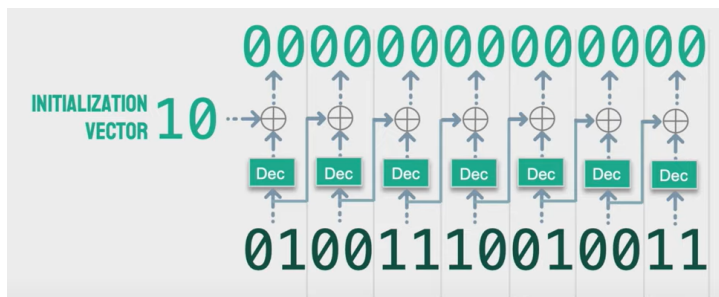 00000000000000
INITIALIZATION
VECTOR 10
Dec Dec Dec Dec Dec Dec Dec
01001110010011